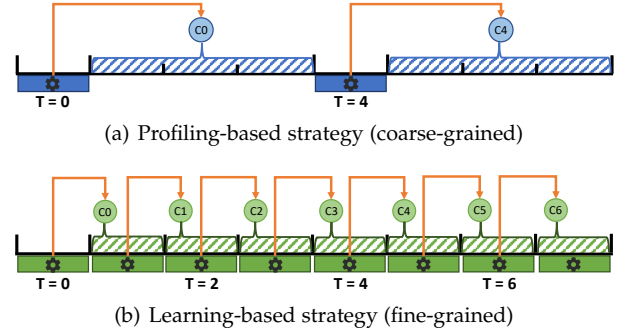 C0 C4
T = 0 T = 4
(a) Profiling-based strategy (coarse-grained)
C0 C1 C2 C3 C4 C5 C6
T = 0 T = 2 T = 4 T = 6
(b) Learning-based strategy (fine-grained)